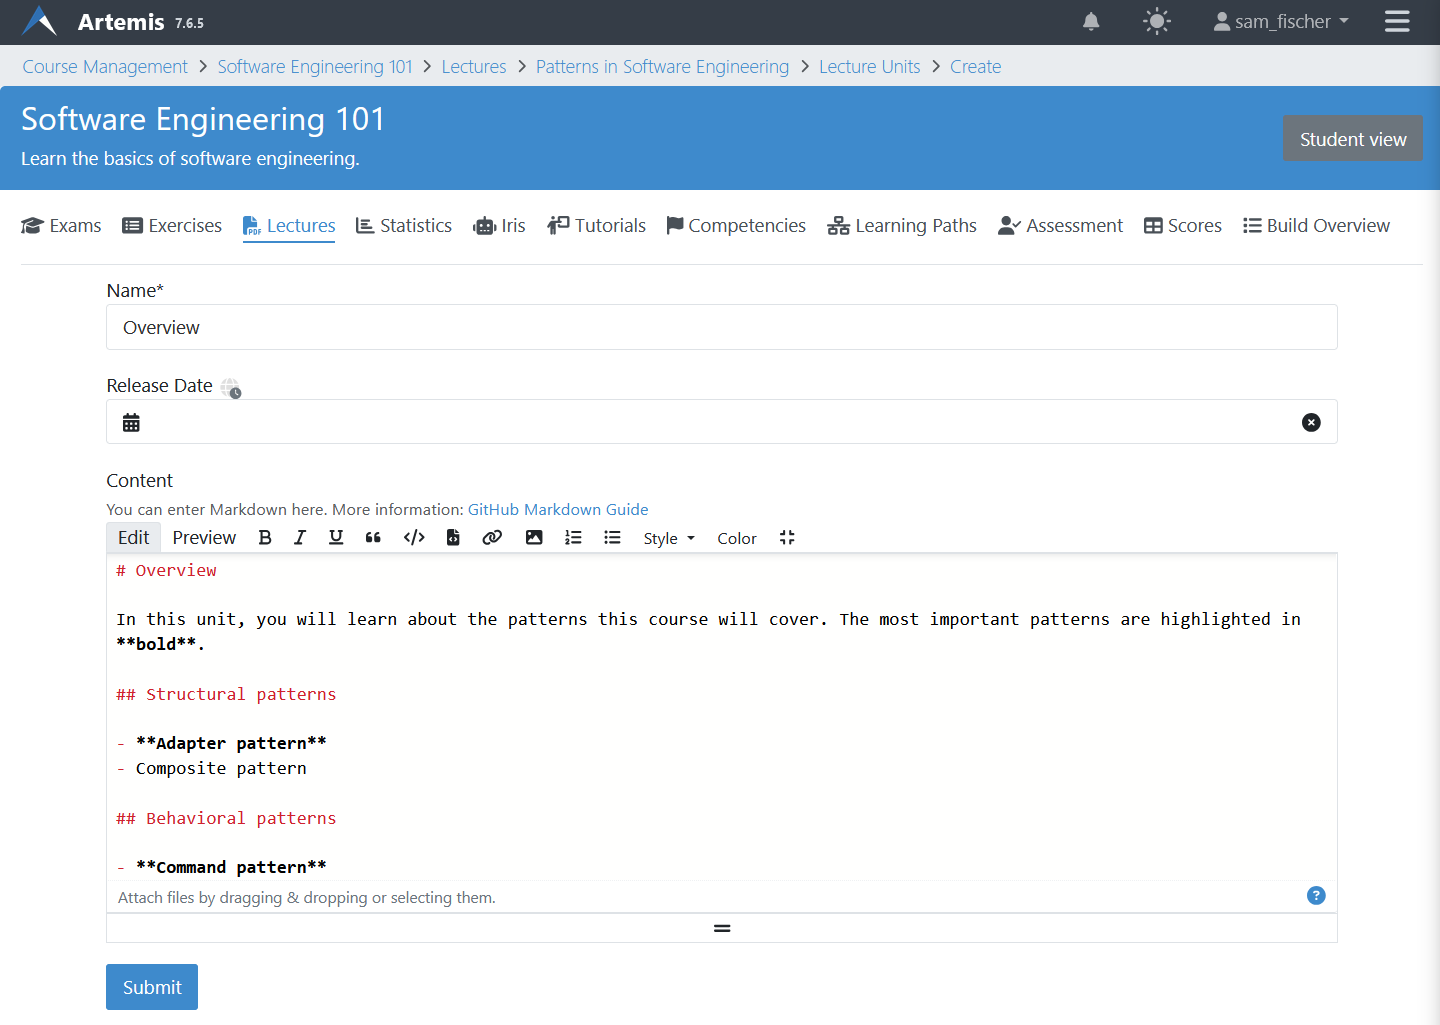 Artemis 7.6.5
sam_fischer
Course Management > Software Engineering 101 > Lectures > Patterns in Software Engineering > Lecture Units > Create
Software Engineering 101
Learn the basics of software engineering.
Student view
Exams Exercises Lectures Statistics Iris Tutorials Competencies Learning Paths Assessment Scores Build Overview
Name*
Overview
Release Date
Content
You can enter Markdown here. More information: GitHub Markdown Guide
Edit Preview B I U Style Color
# Overview
In this unit, you will learn about the patterns this course will cover. The most important patterns are highlighted in
**bold**.
## Structural patterns
- **Adapter pattern**
- Composite pattern
## Behavioral patterns
- **Command pattern**
Attach files by dragging & dropping or selecting them.
Submit